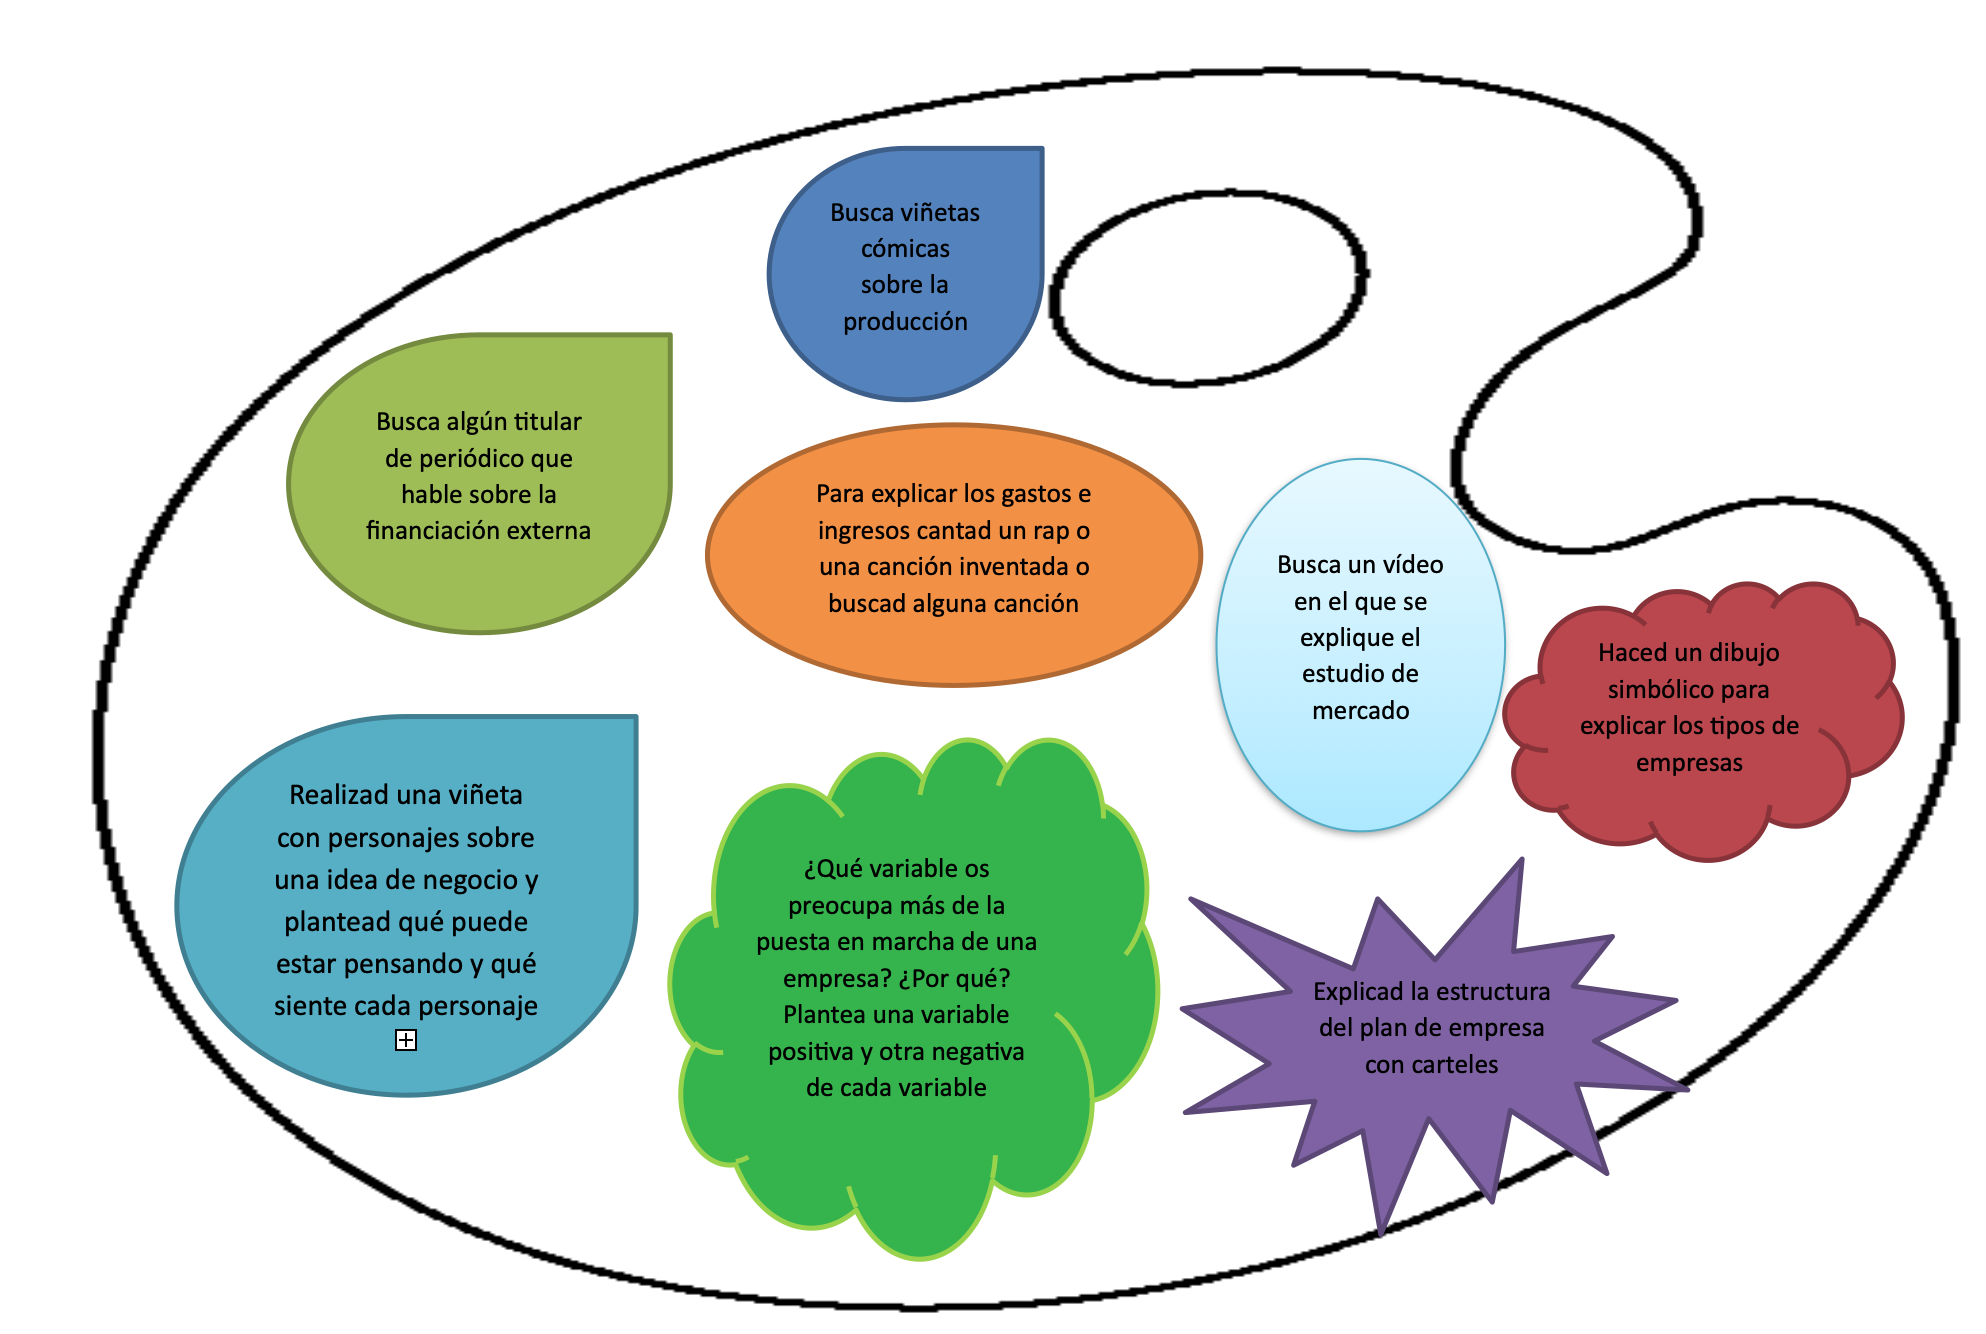 Busca viñetas
cómicas
sobre la
producción
Busca algún titular
de periódico que
hable sobre la
financiación externa
Para explicar los gastos e
ingresos cantad un rap o
una canción inventada o
buscad alguna canción
Busca un vídeo
en el que se
explique el
estudio de
mercado
Haced un dibujo
simbólico para
explicar los tipos de
empresas
Realizad una viñeta
con personajes sobre
una idea de negocio y
plantead qué puede
estar pensando y qué
siente cada personaje
¿Qué variable os
preocupa más de la
puesta en marcha de una
empresa? ¿Por qué?
Plantea una variable
positiva y otra negativa
de cada variable
Explicad la estructura
del plan de empresa
con carteles